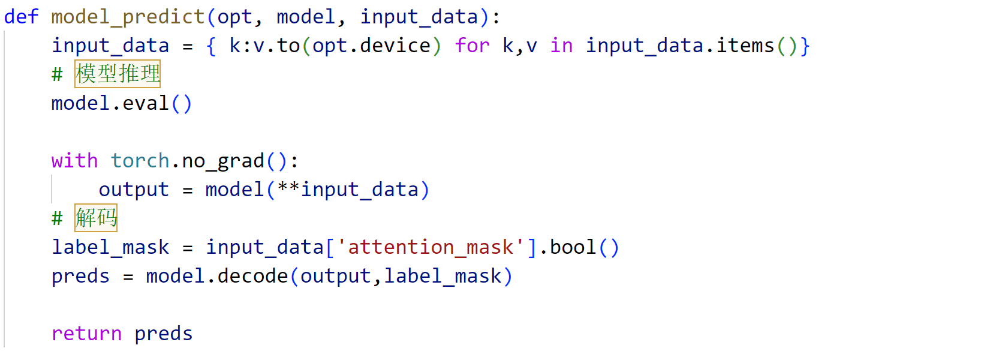 def model_predict(opt, model, input_data):
    input_data = { k:v.to(opt.device) for k,v in input_data.items()}
    # 模型推理
    model.eval()
    with torch.no_grad():
        output = model(**input_data)
    # 解码
    label_mask = input_data['attention_mask'].bool()
    preds = model.decode(output,label_mask)
    return preds